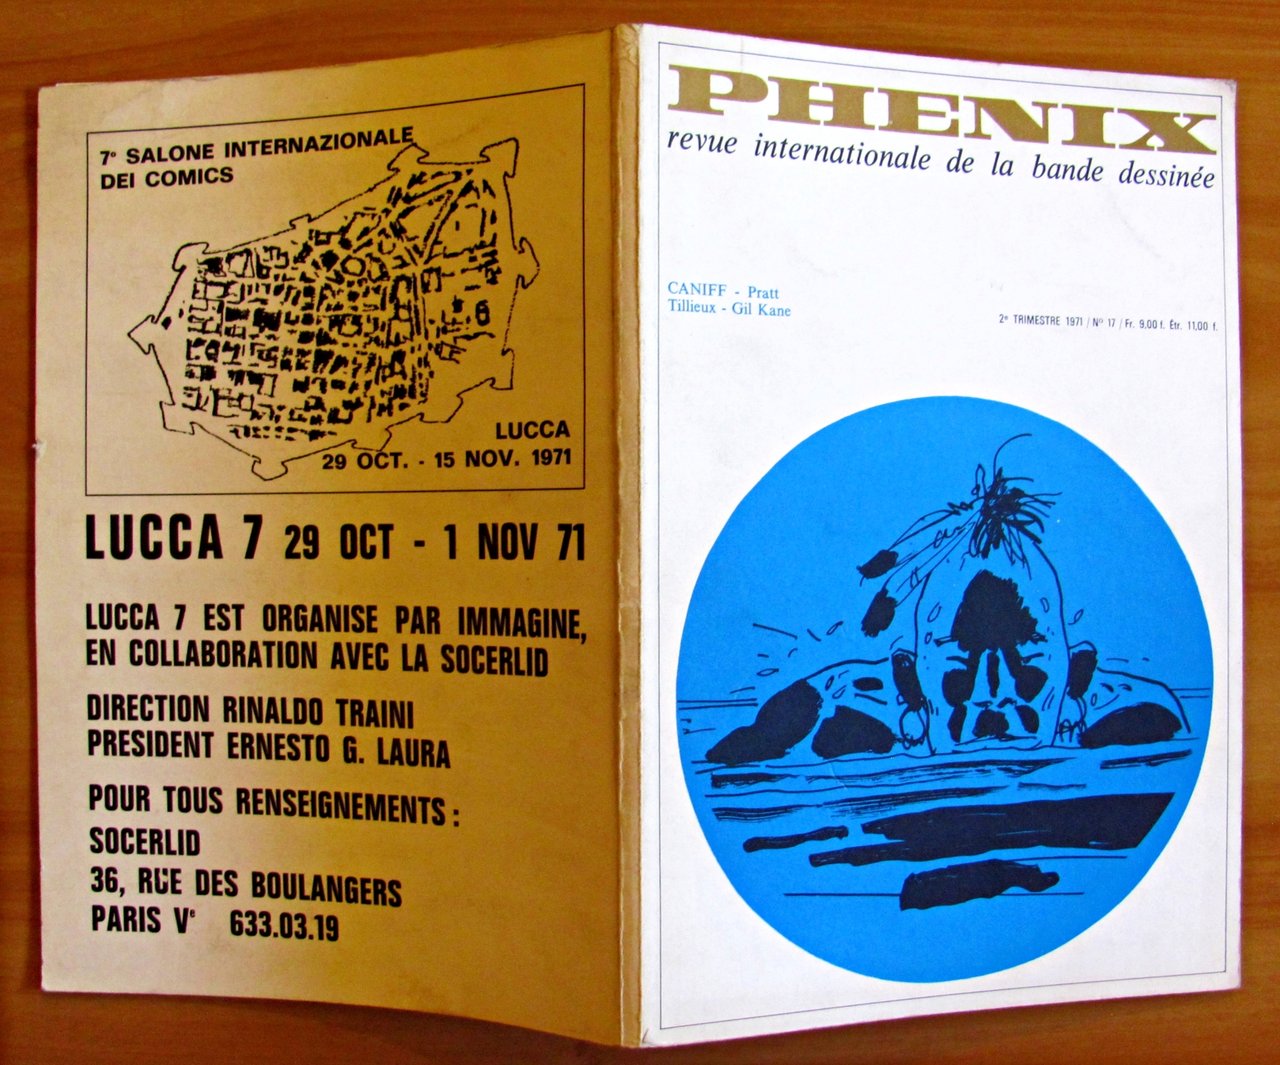 7e SALONE INTERNAZIONALE
DEI COMICS
LUCCA
29 OCT. - 15 NOV. 1971
LUCCA 7 29 OCT - 1 NOV 71
LUCCA 7 EST ORGANISE PAR IMMAGINE,
EN COLLABORATION AVEC LA SOCERLID
DIRECTION RINALDO TRAINI
PRESIDENT ERNESTO G. LAURA
POUR TOUS RENSEIGNEMENTS :
SOCERLID
36, RUE DES BOULANGERS
PARIS Ve 633.03.19
PHENIX
revue internationale de la bande dessinée
CANIFF - Pratt
Tillieux - Gil Kane
2e TRIMESTRE 1971 / No 17 / Fr. 9,00 f. Étr. 11,00 f.